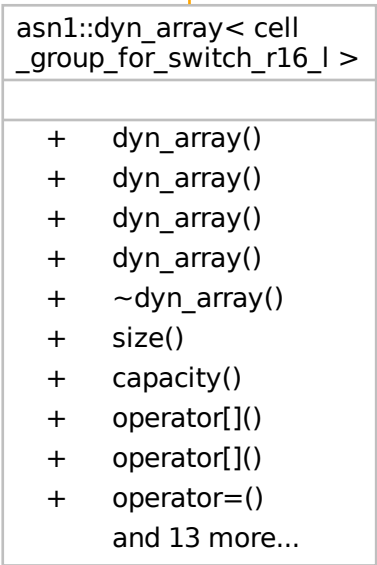 asn1::dyn_array< cell
_group_for_switch_r16_l >
+ dyn_array()
+ dyn_array()
+ dyn_array()
+ dyn_array()
+ ~dyn_array()
+ size()
+ capacity()
+ operator[]()
+ operator[]()
+ operator=()
and 13 more...